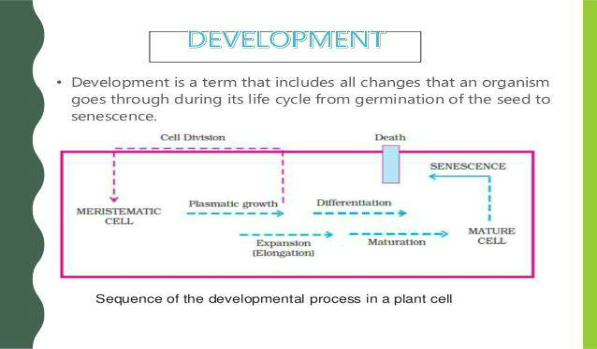 DEVELOPMENT
• Development is a term that includes all changes that an organism
goes through during its life cycle from germination of the seed to
senescence.
Cell Division
Death
SENESCENCE
Plasmatic growth
Differentiation
MERISTEMATIC
CELL
Expansion
(Elongation)
Maturation
MATURE
CELL
Sequence of the developmental process in a plant cell